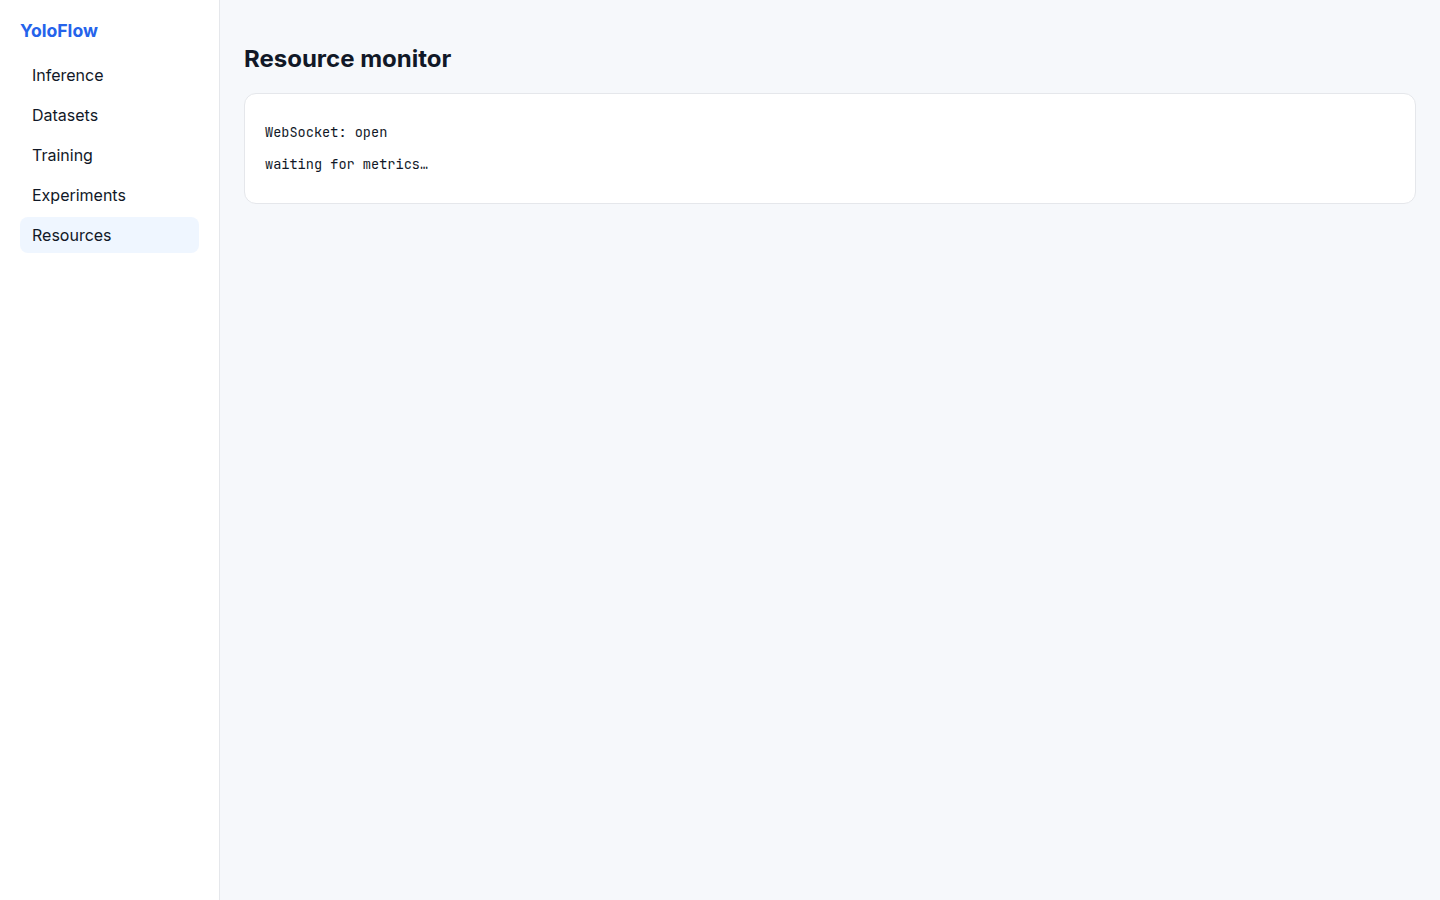 YoloFlow
Inference
Datasets
Training
Experiments
Resources
Resource monitor
WebSocket: open
waiting for metrics…